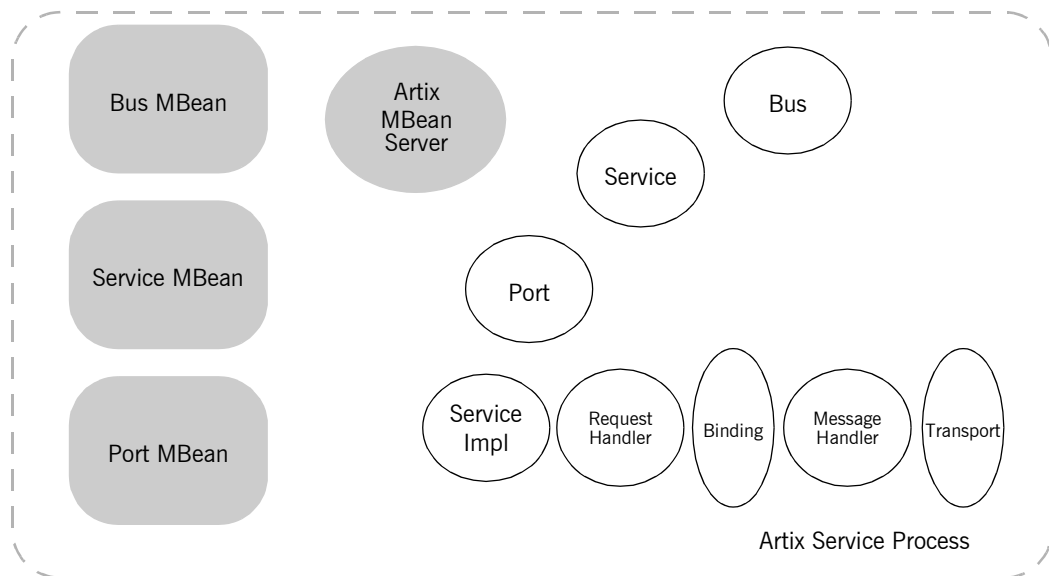 Bus MBean
Artix
MBean
Server
Bus
Service
Service MBean
Port
Port MBean
Service
Impl
Request
Handler
Binding
Message
Handler
Transport
Artix Service Process